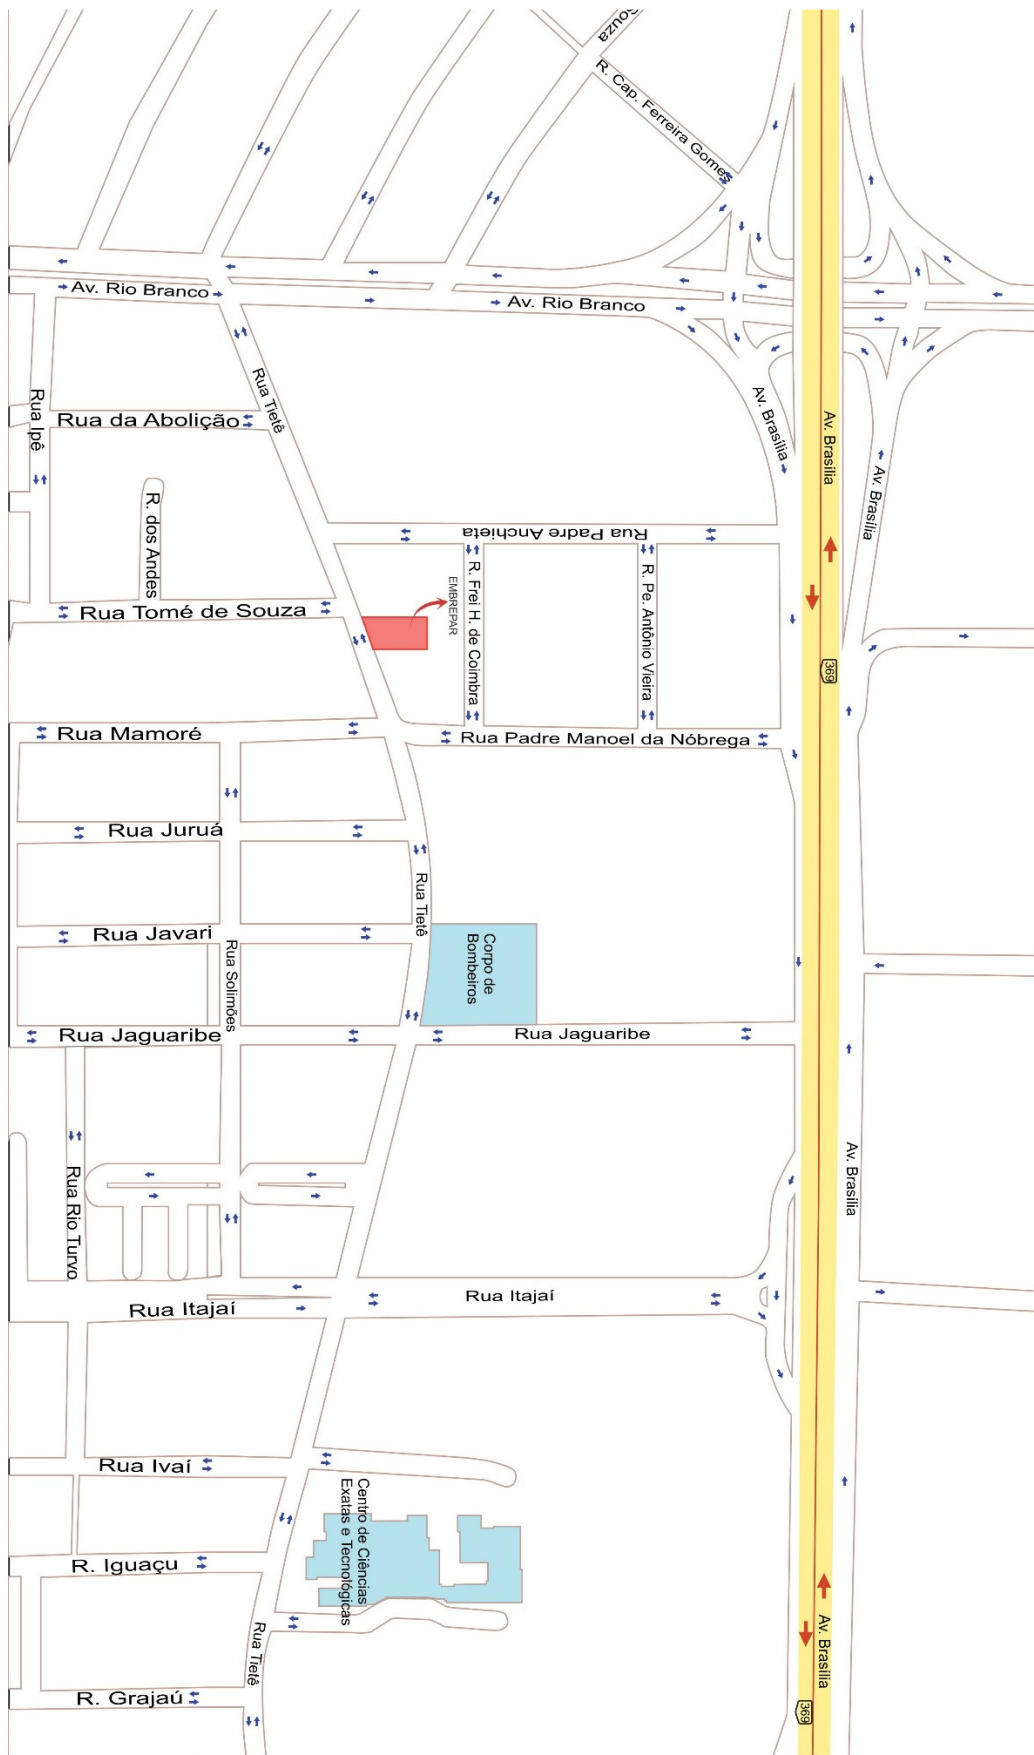 Souza
R. Cap. Ferreira Gomes
Av. Rio Branco
Av. Rio Branco
Rua Tietê
Rua Ipê
Rua da Abolição
Av. Brasília
Av. Brasília
Av. Brasília
R. dos Andes
Rua Padre Anchieta
R. Frei H. de Coimbra
R. Pe. Antônio Vieira
EMBREPAR
Rua Tomé de Souza
369
Rua Mamoré
Rua Padre Manoel da Nóbrega
Rua Juruá
Rua Tietê
Rua Javari
Rua Solimões
Corpo de
Bombeiros
Rua Jaguaribe
Rua Jaguaribe
Rua Rio Turvo
Av. Brasília
Rua Itajaí
Rua Itajaí
Rua Ivaí
Centro de Ciências
Exatas e Tecnológicas
R. Iguaçu
Rua Tietê
Av. Brasília
R. Grajaú
369